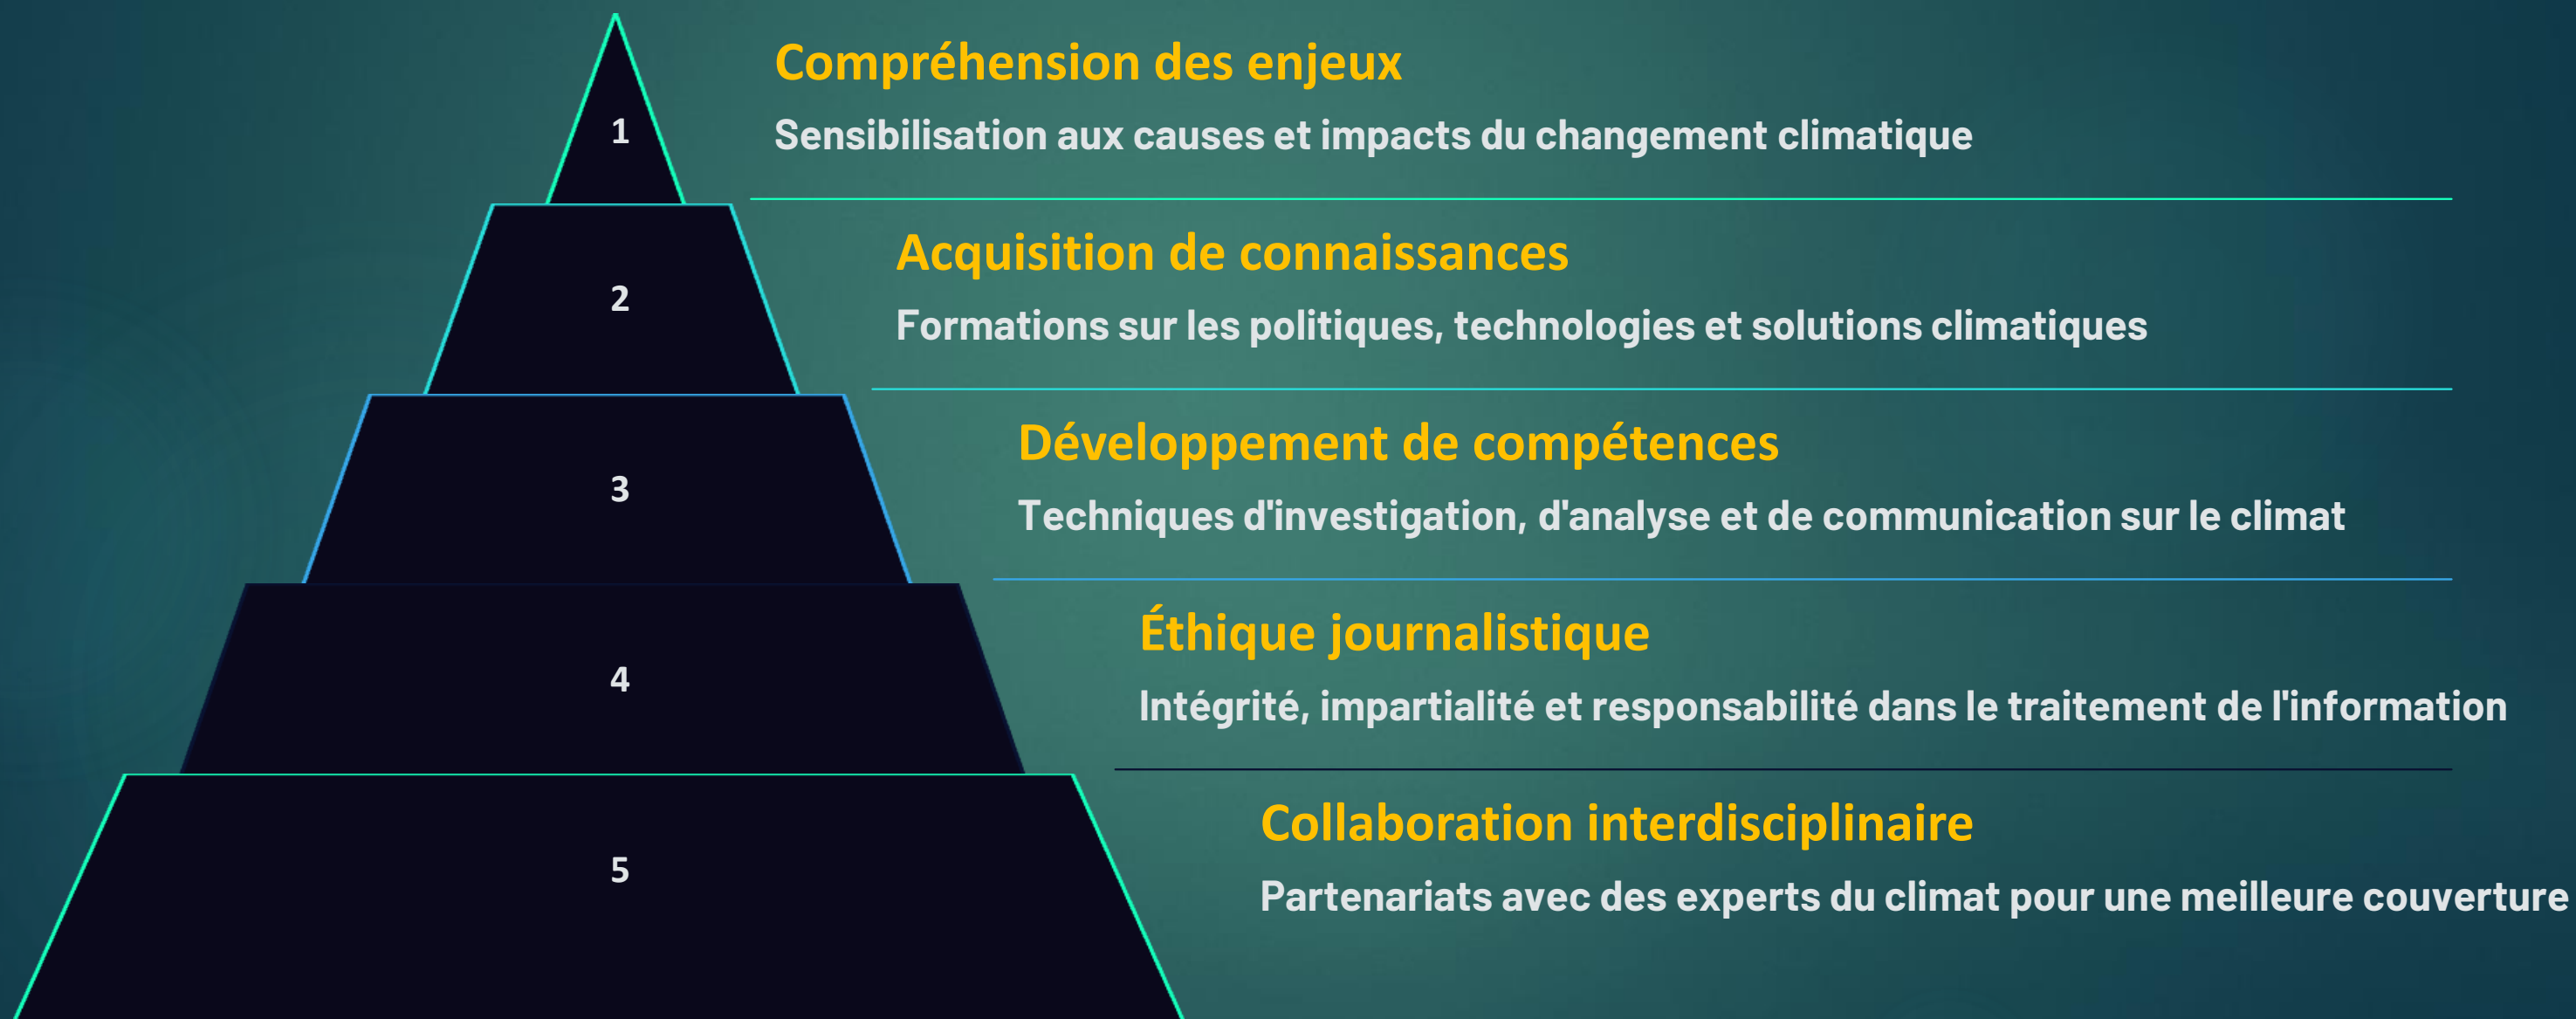 1
Compréhension des enjeux
Sensibilisation aux causes et impacts du changement climatique
2
Acquisition de connaissances
Formations sur les politiques, technologies et solutions climatiques
3
Développement de compétences
Techniques d'investigation, d'analyse et de communication sur le climat
4
Éthique journalistique
Intégrité, impartialité et responsabilité dans le traitement de l'information
5
Collaboration interdisciplinaire
Partenariats avec des experts du climat pour une meilleure couverture